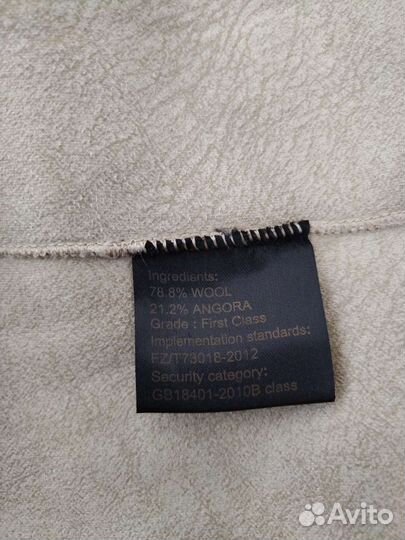 Ingredients:
78.8% WOOL
21.2% ANGORA
Grade : First Class
Implementation standards:
FZ/T73018-2012
Security category:
GB18401-2010B class
Avito